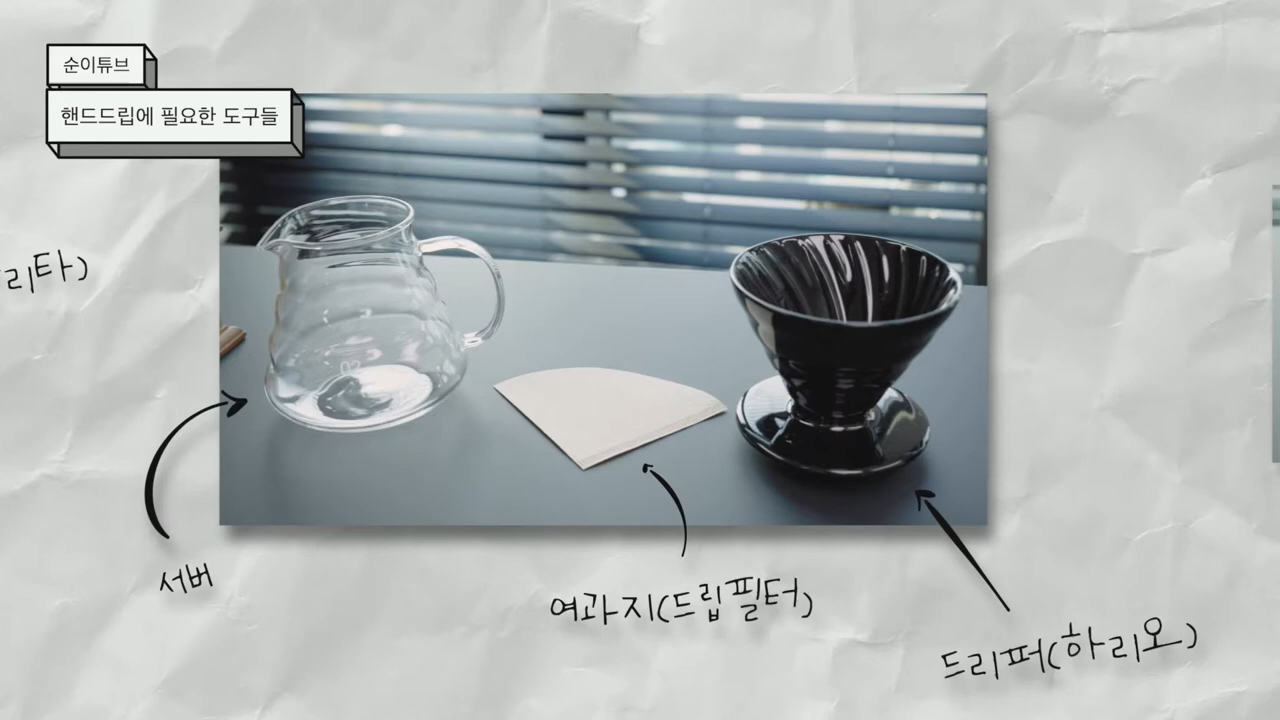 순이튜브
핸드드립에 필요한 도구들
리타)
서버
여과지(드립필터)
드리퍼(하리오)